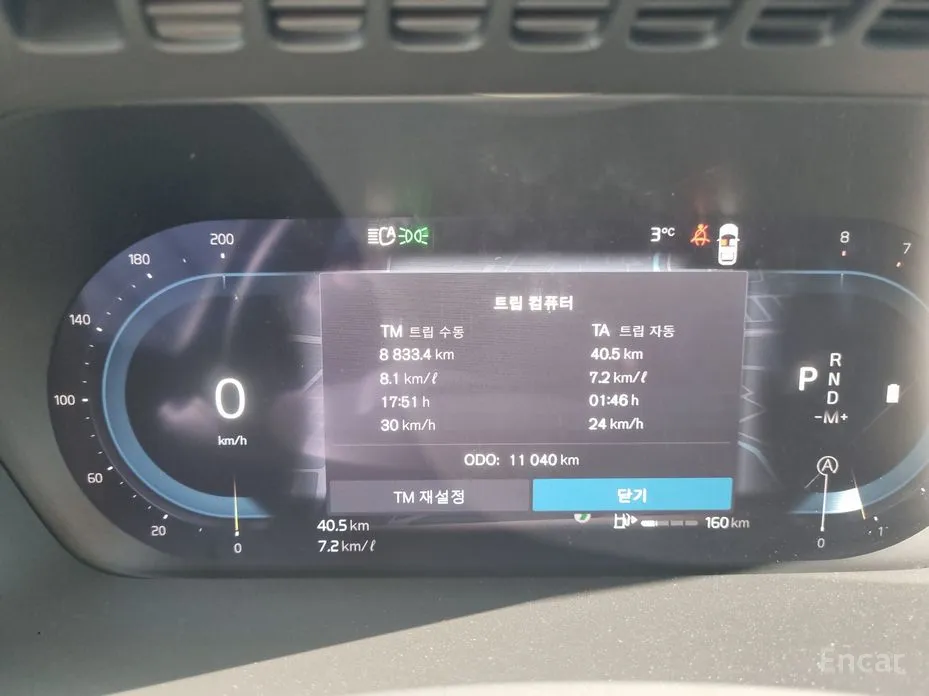 200
180
140
100
60
20
0
0
km/h
3°C
8
7
트립 컴퓨터
TM 트립 수동
TA 트립 자동
8 833.4 km
40.5 km
8.1 km/ℓ
7.2 km/ℓ
17:51 h
01:46 h
30 km/h
24 km/h
ODO: 11 040 km
TM 재설정
닫기
40.5 km
7.2 km/ℓ
160 km
P
R
N
D
-M+
A
0
1
Encar